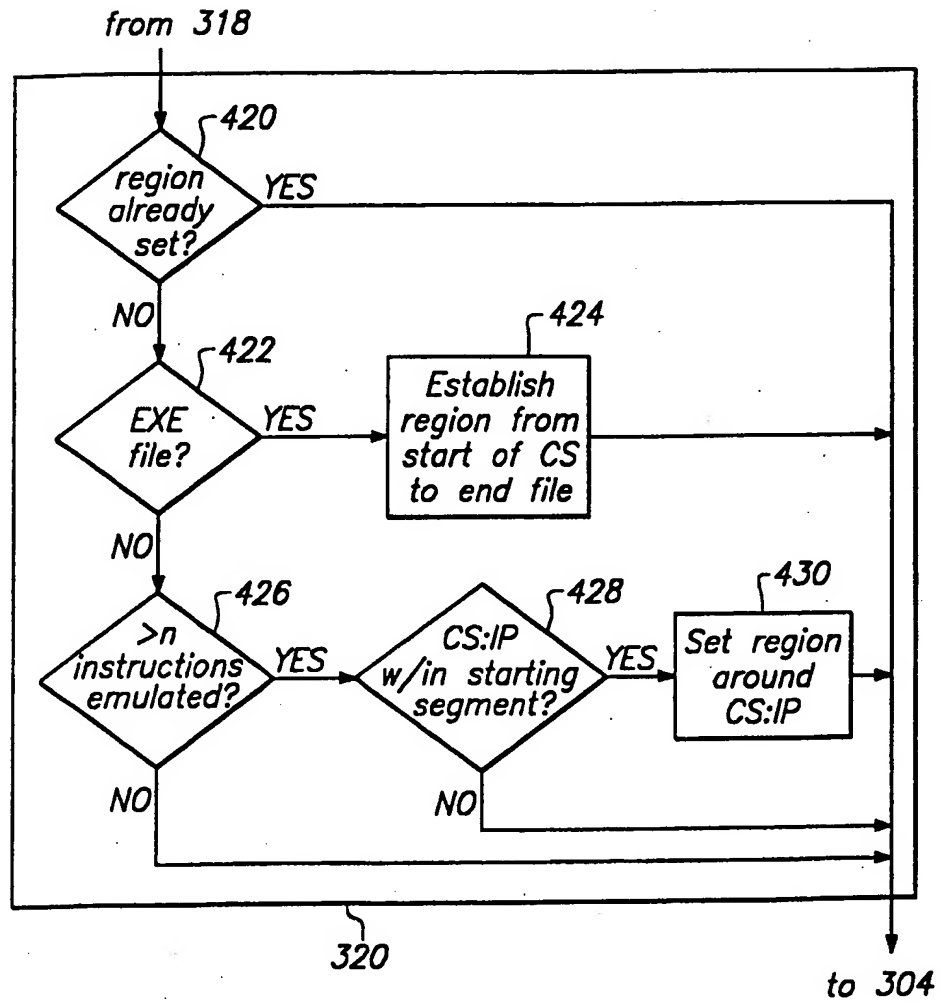 from 318
420
region
already
set?
YES
NO
422
EXE
file?
YES
424
Establish
region from
start of CS
to end file
NO
426
>n
instructions
emulated?
YES
428
CS:IP
w/in starting
segment?
YES
430
Set region
around
CS:IP
NO
NO
320
to 304